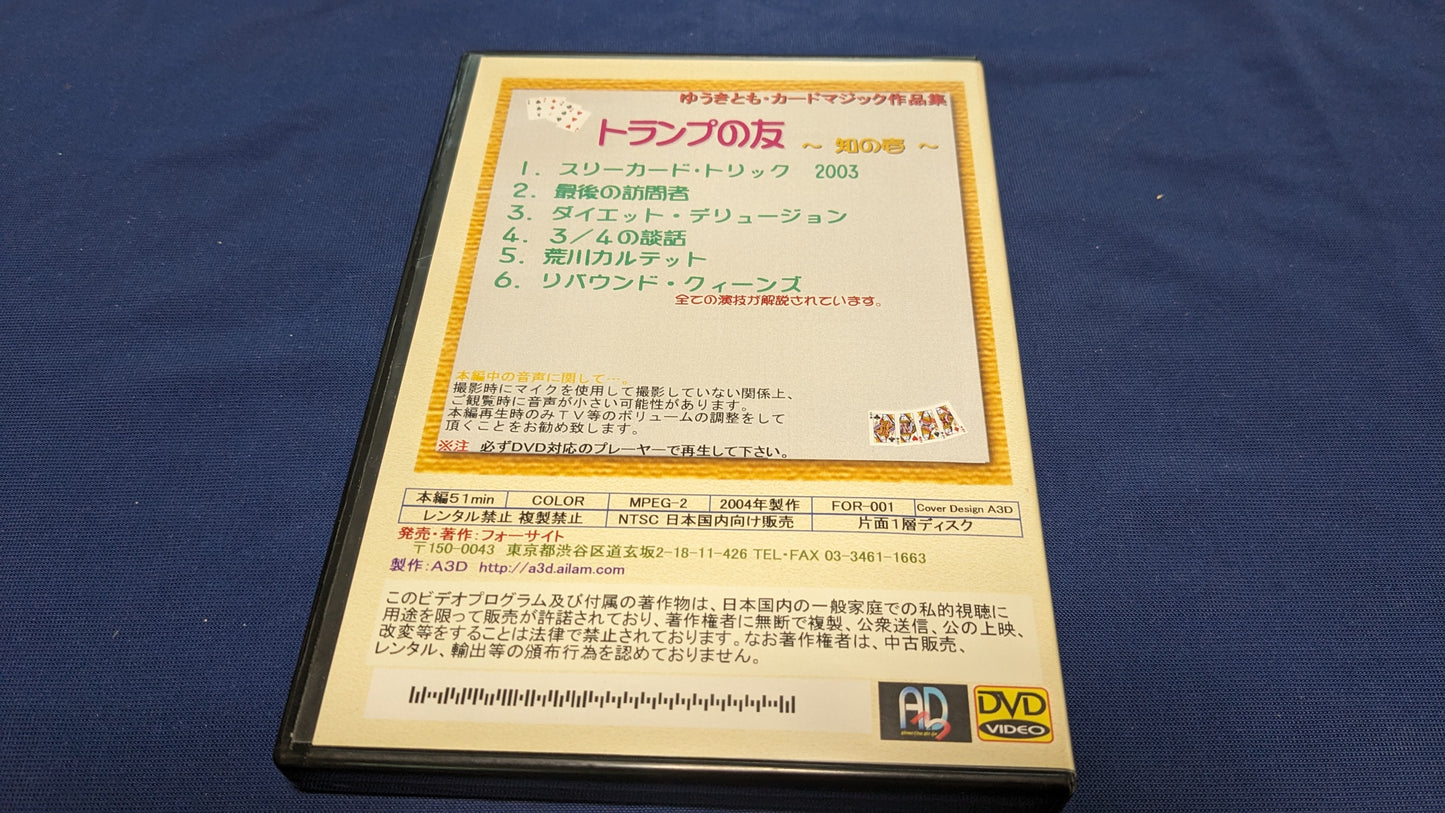 ゆうきとも・カードマジック作品集
トランプの友 ～ 知の壱 ～
1. スリーカード・トリック 2003
2. 最後の訪問者
3. ダイエット・デリュージョン
4. 3／4の談話
5. 荒川カルテット
6. リバウンド・クィーンズ
全ての演技が解説されています。
本編中の音声に関して…。
撮影時にマイクを使用して撮影していない関係上、
ご観覧時に音声が小さい可能性があります。
本編再生時のみTV等のボリュームの調整をして
頂くことをお勧め致します。
※注 必ずDVD対応のプレーヤーで再生して下さい。
本編51min COLOR MPEG-2 2004年製作 FOR-001 Cover Design A3D
レンタル禁止 複製禁止 NTSC 日本国内向け販売 片面1層ディスク
発売・著作：フォーサイト
〒150-0043 東京都渋谷区道玄坂2-18-11-426 TEL・FAX 03-3461-1663
製作：A3D http://a3d.ailam.com
このビデオプログラム及び付属の著作物は、日本国内の一般家庭での私的視聴に
用途を限って販売が許諾されており、著作権者に無断で複製、公衆送信、公の上映、
改変等をすることは法律で禁止されております。なお著作権者は、中古販売、
レンタル、輸出等の頒布行為を認めておりません。
A3D
DVD
VIDEO